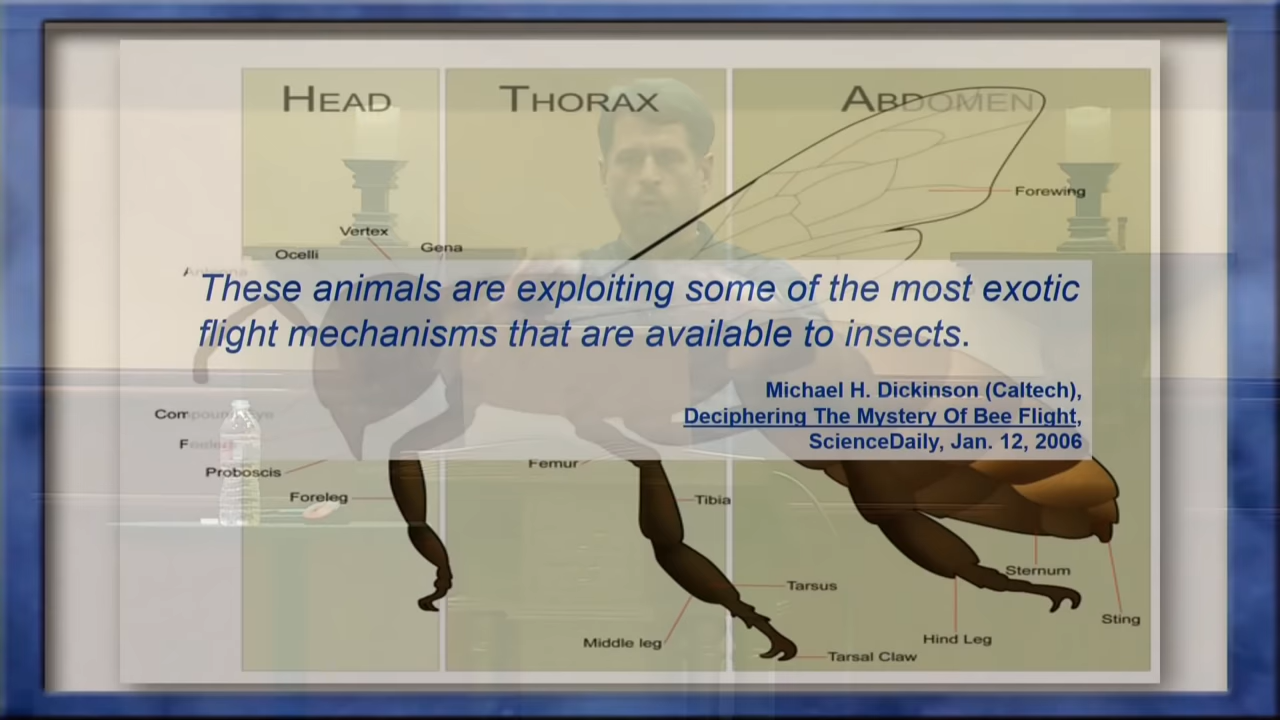 HEAD
THORAX
ABDOMEN
Forewing
Vertex
Ocelli
Gena
These animals are exploiting some of the most exotic
flight mechanisms that are available to insects.
Michael H. Dickinson (Caltech),
Deciphering The Mystery Of Bee Flight,
ScienceDaily, Jan. 12, 2006
Compound Eye
Proboscis
Femur
Foreleg
Tibia
Sternum
Tarsus
Sting
Middle leg
Hind Leg
Tarsal Claw